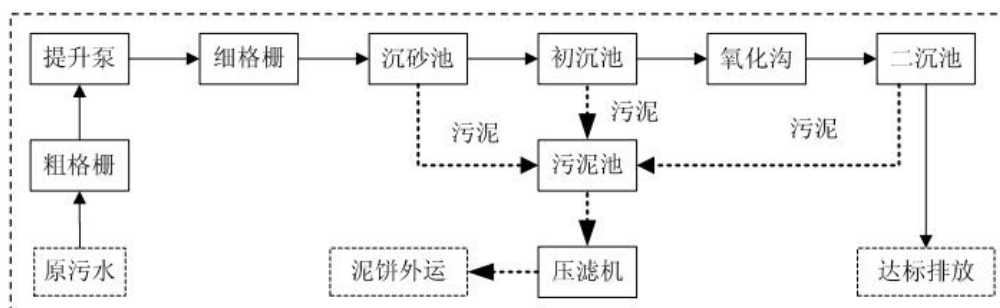 提升泵
细格栅
沉砂池
初沉池
氧化沟
二沉池
污泥
污泥
污泥
粗格栅
污泥池
原污水
泥饼外运
压滤机
达标排放